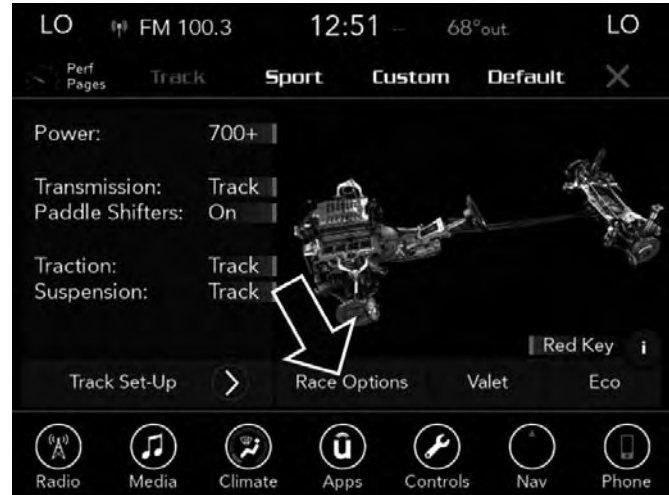 LO FM 100.3 12:51 68°out. LO
Perf
Pages
Track Sport Custom Default
Power: 700+
Transmission: Track
Paddle Shifters: On
Traction: Track
Suspension: Track
Red Key i
Track Set-Up Race Options Valet Eco
Radio Media Climate Apps Controls Nav Phone